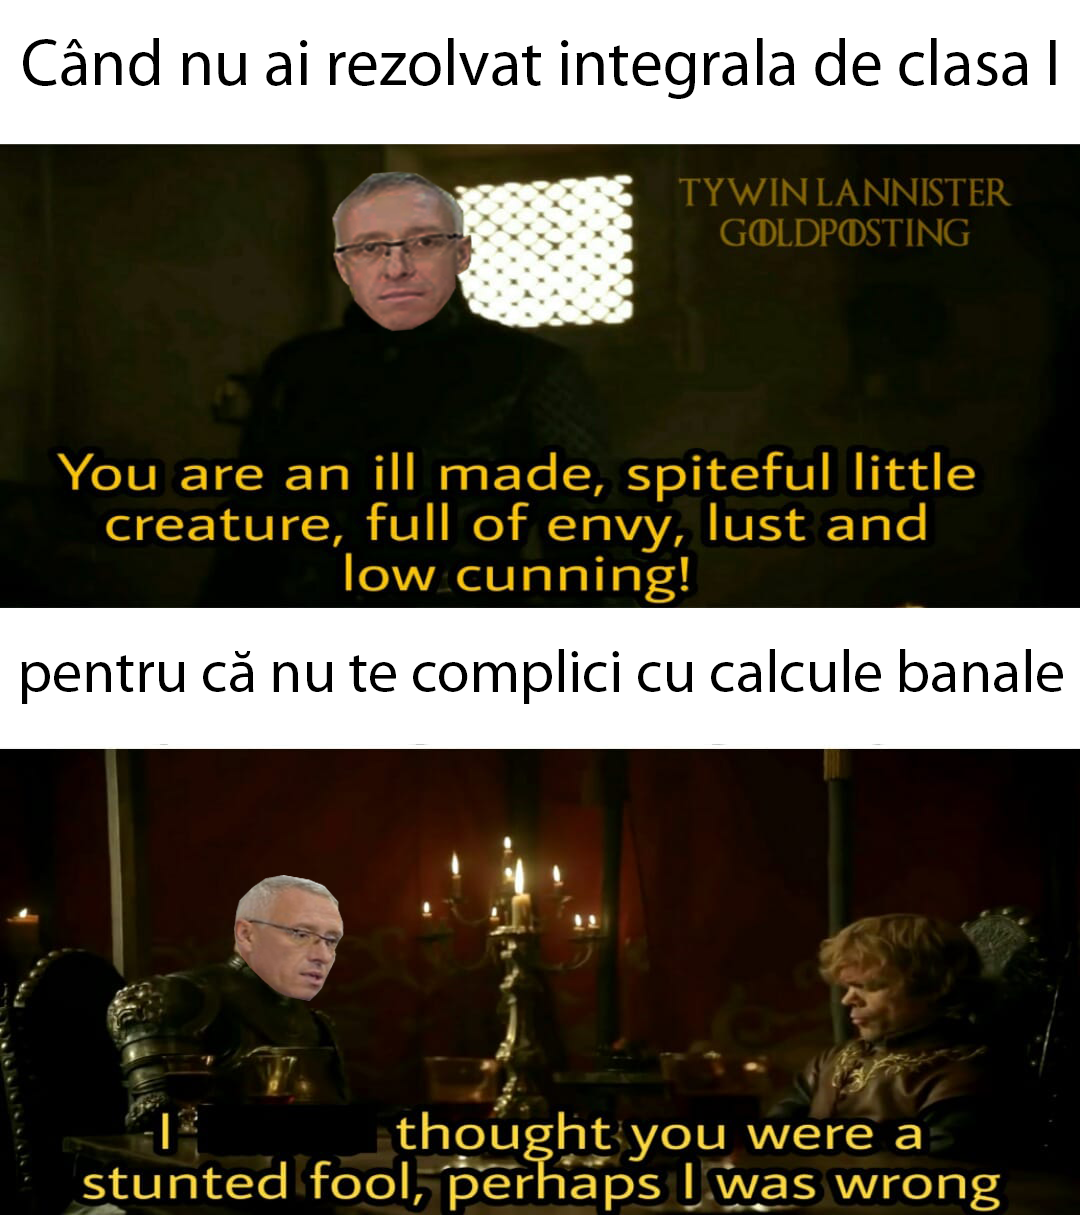 Când nu ai rezolvat integrala de clasa I
TYWIN LANNISTER
GOLDPOSTING
You are an ill made, spiteful little
creature, full of envy, lust and
low cunning!
pentru că nu te complici cu calcule banale
I thought you were a
stunted fool, perhaps I was wrong